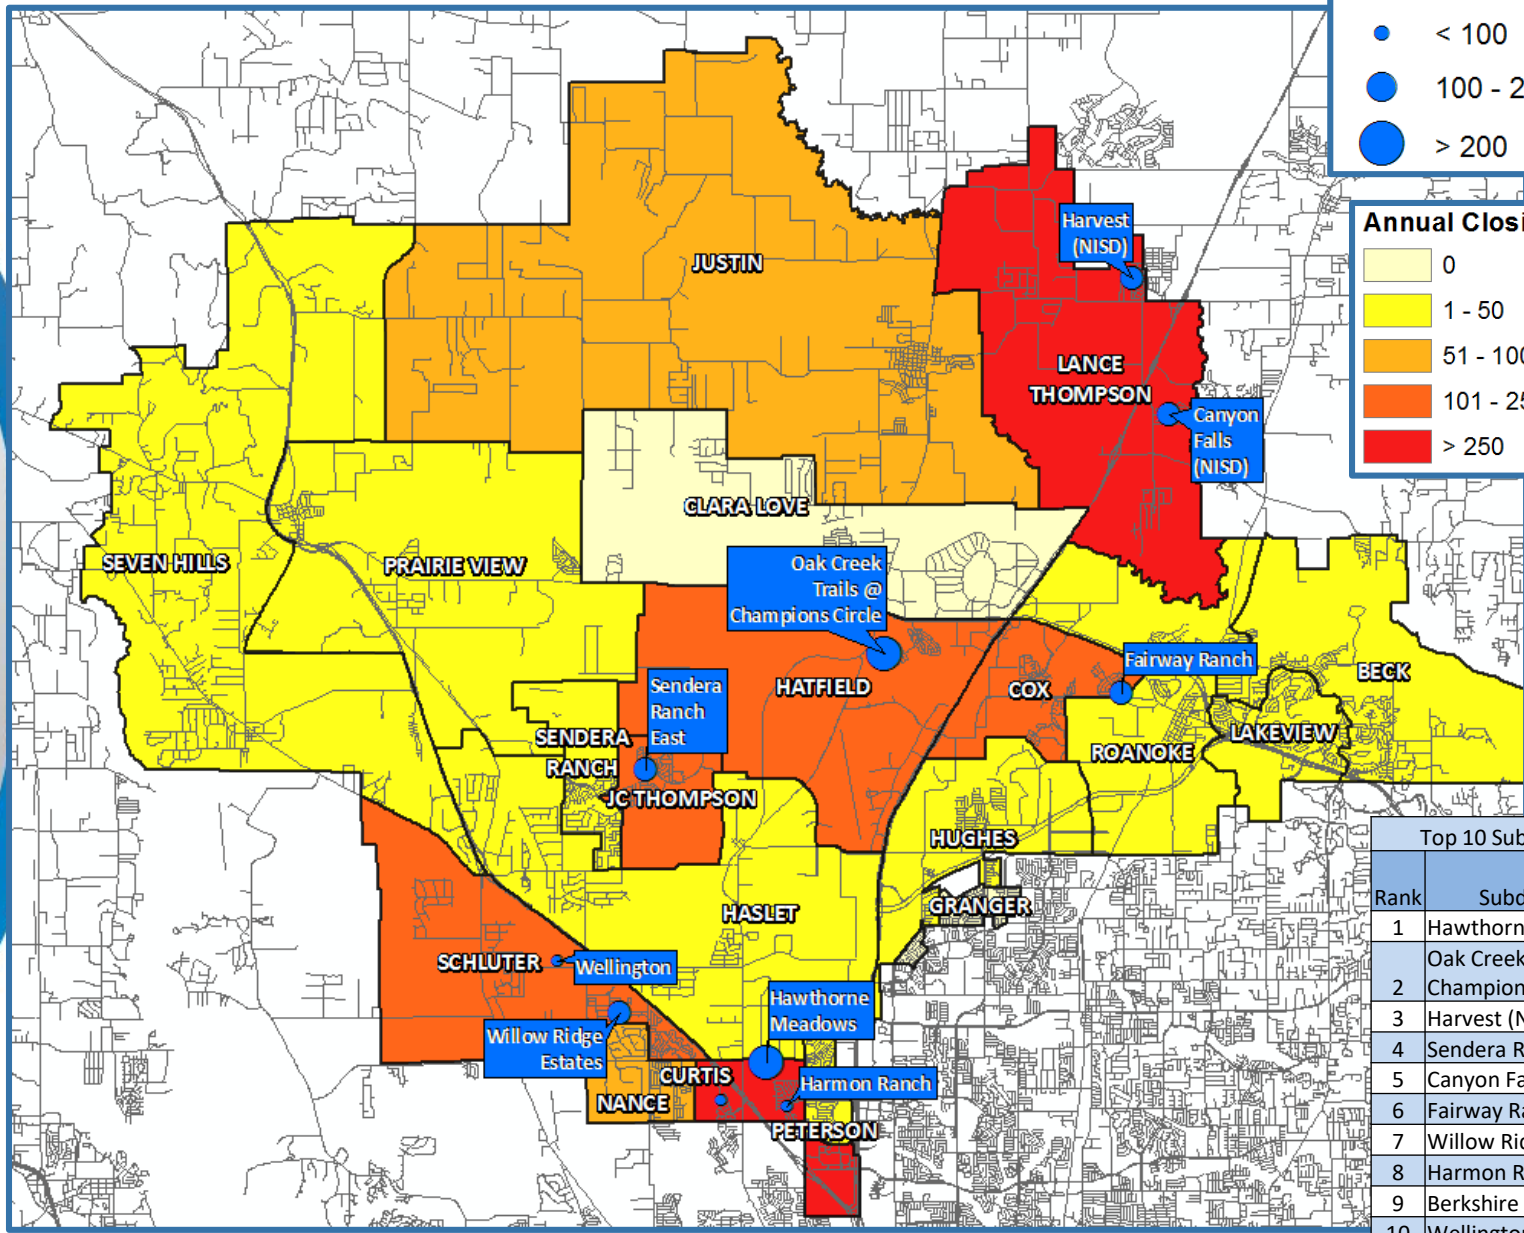 < 100
100 - 2
> 200
Annual Closi
0
1 - 50
51 - 100
101 - 25
> 250
Harvest
(NISD)
JUSTIN
LANCE
THOMPSON
Canyon
Falls
(NISD)
CLARA LOVE
SEVEN HILLS
PRAIRIE VIEW
Oak Creek
Trails @
Champions Circle
Fairway Ranch
BECK
Sendera
Ranch
East
HATFIELD
COX
LAKEVIEW
ROANOKE
SENDERA
RANCH
JC THOMPSON
HUGHES
GRANGER
HASLET
SCHLUTER
Wellington
Hawthorne
Meadows
Willow Ridge
Estates
CURTIS
Harmon Ranch
NANCE
PETERSON
Top 10 Sub
Rank Subd
1 Hawthorn
Oak Creek
2 Champion
3 Harvest (N
4 Sendera R
5 Canyon Fa
6 Fairway Ra
7 Willow Ric
8 Harmon R
9 Berkshire
10 Wellington